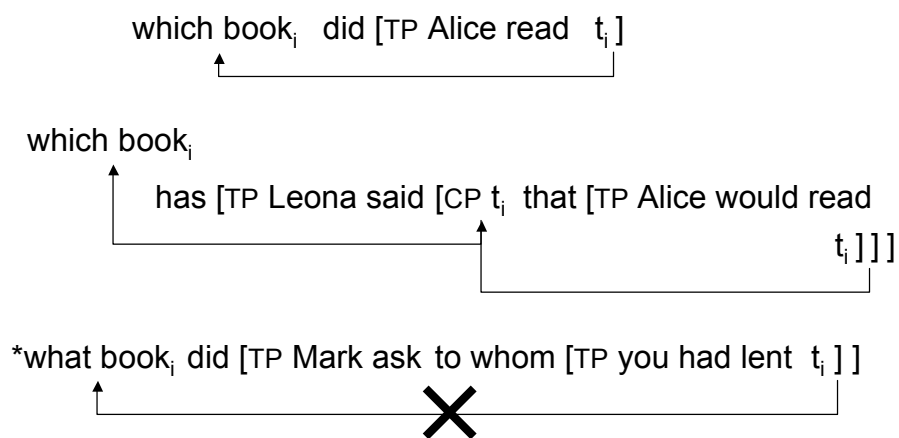 which bookᵢ did [TP Alice read tᵢ ]
which bookᵢ
has [TP Leona said [CP tᵢ that [TP Alice would read
tᵢ ] ] ]
*what bookᵢ did [TP Mark ask to whom [TP you had lent tᵢ ] ]